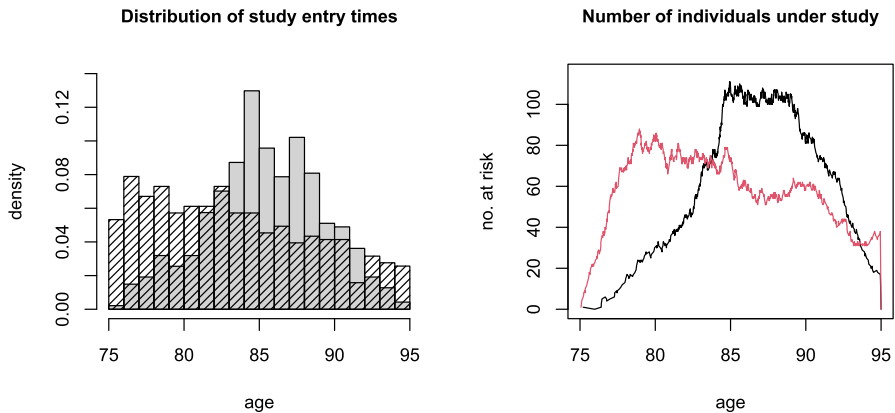 Distribution of study entry times
density
0.00
0.04
0.08
0.12
75 80 85 90 95
age
Number of individuals under study
no. at risk
0
20
40
60
80
100
75 80 85 90 95
age